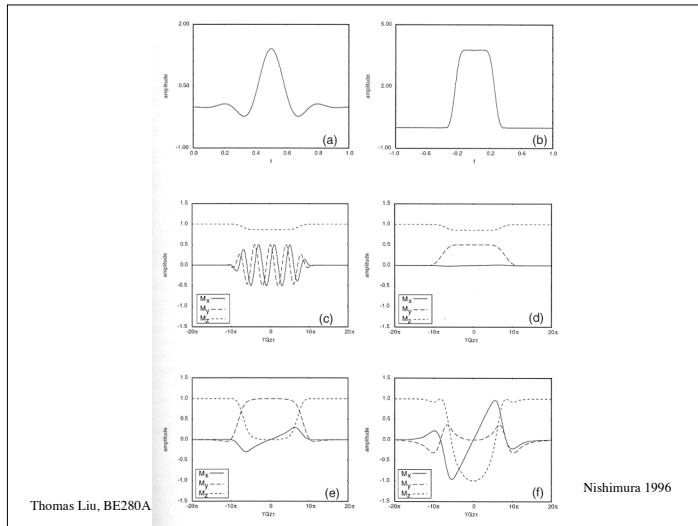 2.00
0.50
-1.00
amplitude
(a)
0.0 0.2 0.4 0.6 0.8 1.0
t
5.00
2.00
-1.00
amplitude
(b)
-1.0 -0.6 -0.2 0.2 0.6 1.0
f
1.5
1.0
0.5
0.0
-0.5
-1.0
-1.5
amplitude
Mx
My
Mz
(c)
-20π -10π 0 10π 20π
γGzτ
1.5
1.0
0.5
0.0
-0.5
-1.0
-1.5
amplitude
Mx
My
Mz
(d)
-20π -10π 0 10π 20π
γGzτ
1.5
1.0
0.5
0.0
-0.5
-1.0
-1.5
amplitude
Mx
My
Mz
(e)
-20π -10π 0 10π 20π
1.5
1.0
0.5
0.0
-0.5
-1.0
-1.5
amplitude
Mx
My
Mz
(f)
-20π -10π 0 10π 20π
γGzτ
Thomas Liu, BE280A
Nishimura 1996